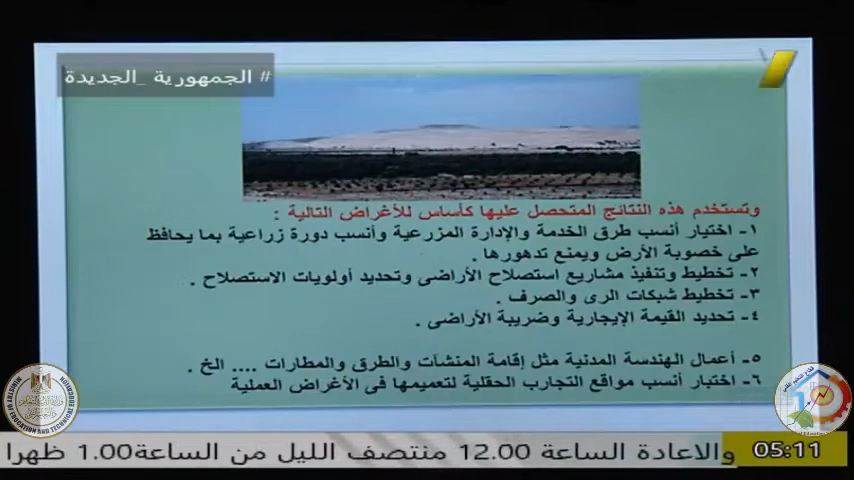 # الجمهورية _الجديدة
وتستخدم هذه النتائج المتحصل عليها كأساس للأغراض التالية :
١- اختيار أنسب طرق الخدمة والإدارة المزرعية وأنسب دورة زراعية بما يحافظ
على خصوبة الأرض ويمنع تدهورها .
٢- تخطيط وتنفيذ مشاريع استصلاح الأراضى وتحديد أولويات الاستصلاح .
٣- تخطيط شبكات الرى والصرف .
٤- تحديد القيمة الإيجارية وضريبة الأراضى .
٥- أعمال الهندسة المدنية مثل إقامة المنشآت والطرق والمطارات .... الخ .
٦- اختبار أنسب مواقع التجارب الحقلية لتعميمها فى الأغراض العملية
والاعادة الساعة 12.00 منتصف الليل من الساعة1.00 ظهرا
05:11